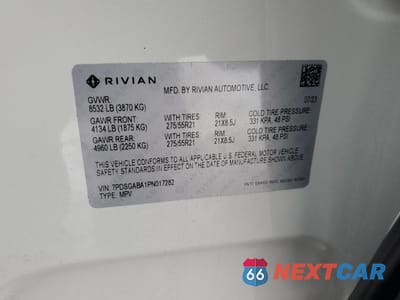 RIVIAN
MFD. BY RIVIAN AUTOMOTIVE, LLC
07/23
GVWR:
8532 LB (3870 KG)
GAWR FRONT
4134 LB (1875 KG)
WITH TIRES
275/55R21
RIM
21X8.5J
COLD TIRE PRESSURE:
331 KPA, 48 PSI
GAWR REAR:
4960 LB (2250 KG)
WITH TIRES
275/55R21
RIM
21X8.5J
COLD TIRE PRESSURE:
331 KPA, 48 PSI
THIS VEHICLE CONFORMS TO ALL APPLICABLE U.S. FEDERAL MOTOR VEHICLE
SAFETY STANDARDS IN EFFECT ON THE DATE OF MANUFACTURE SHOWN ABOVE.
VIN: 7PDSGABA1PN017282
TYPE: MPV
66 NEXTCAR